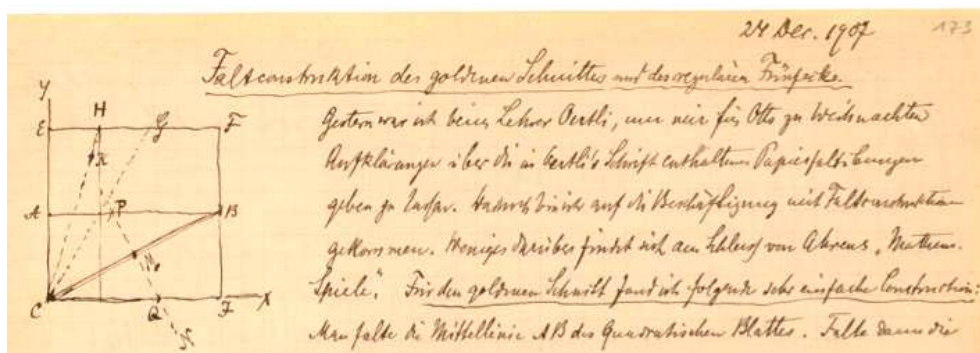 24 Dec. 1907
173
Faltconstruktion des goldenen Schnittes und des regulären Fünfecks.
Gestern war ich beim Lehrer Oertli, um mir für Otto zu Weihnachten
Aufklärungen über die in Oertli's Schrift enthaltenen Papierfaltübungen
geben zu lassen. Dadurch bin ich auf die Beschäftigung mit Faltconstruktionen
gekommen. Weniges darüber findet sich am Schluss von Ahrens „Mathem.
Spiele“. Für den goldenen Schnitt fand ich folgende sehr einfache Construction:
Man falte die Mittellinie AB des Quadratischen Blattes. Falte dann die
Y
E H G F
K
A P B
C Q J X